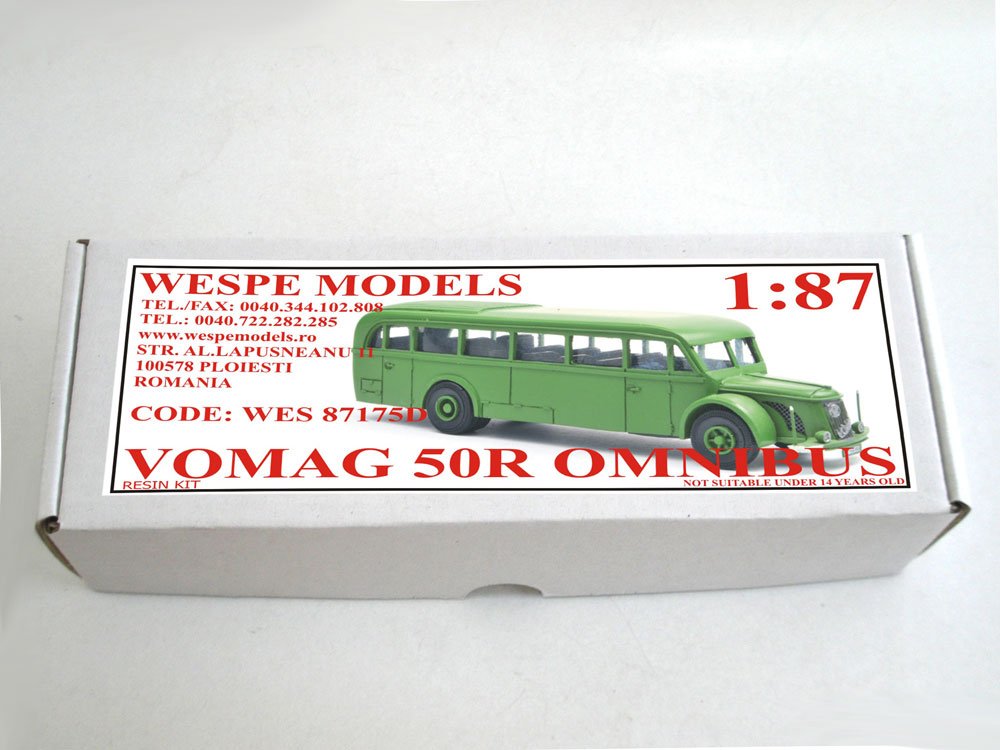 WESPE MODELS
1:87
TEL./FAX: 0040.344.102.808
TEL.: 0040.722.282.285
www.wespemodels.ro
STR. AL.LAPUSNEANU 11
100578 PLOIESTI
ROMANIA
CODE: WES 87175D
VOMAG 50R OMNIBUS
RESIN KIT
NOT SUITABLE UNDER 14 YEARS OLD